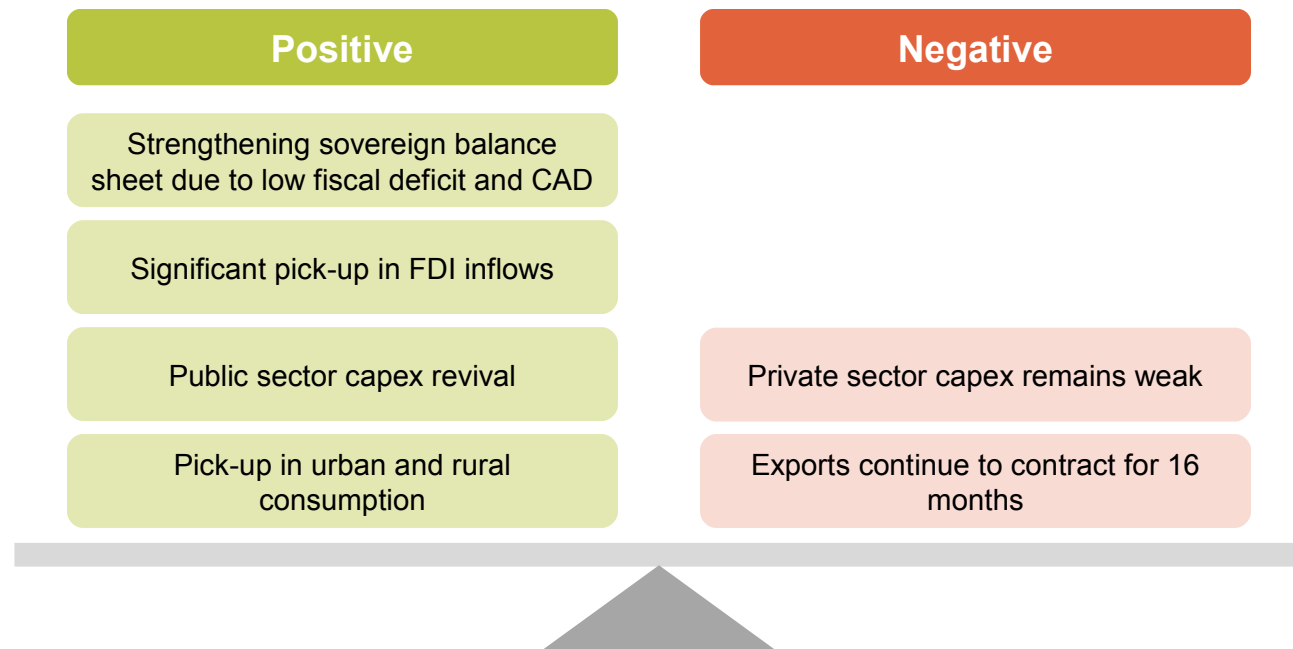 Positive
Negative
Strengthening sovereign balance
sheet due to low fiscal deficit and CAD
Significant pick-up in FDI inflows
Public sector capex revival
Private sector capex remains weak
Pick-up in urban and rural
consumption
Exports continue to contract for 16
months